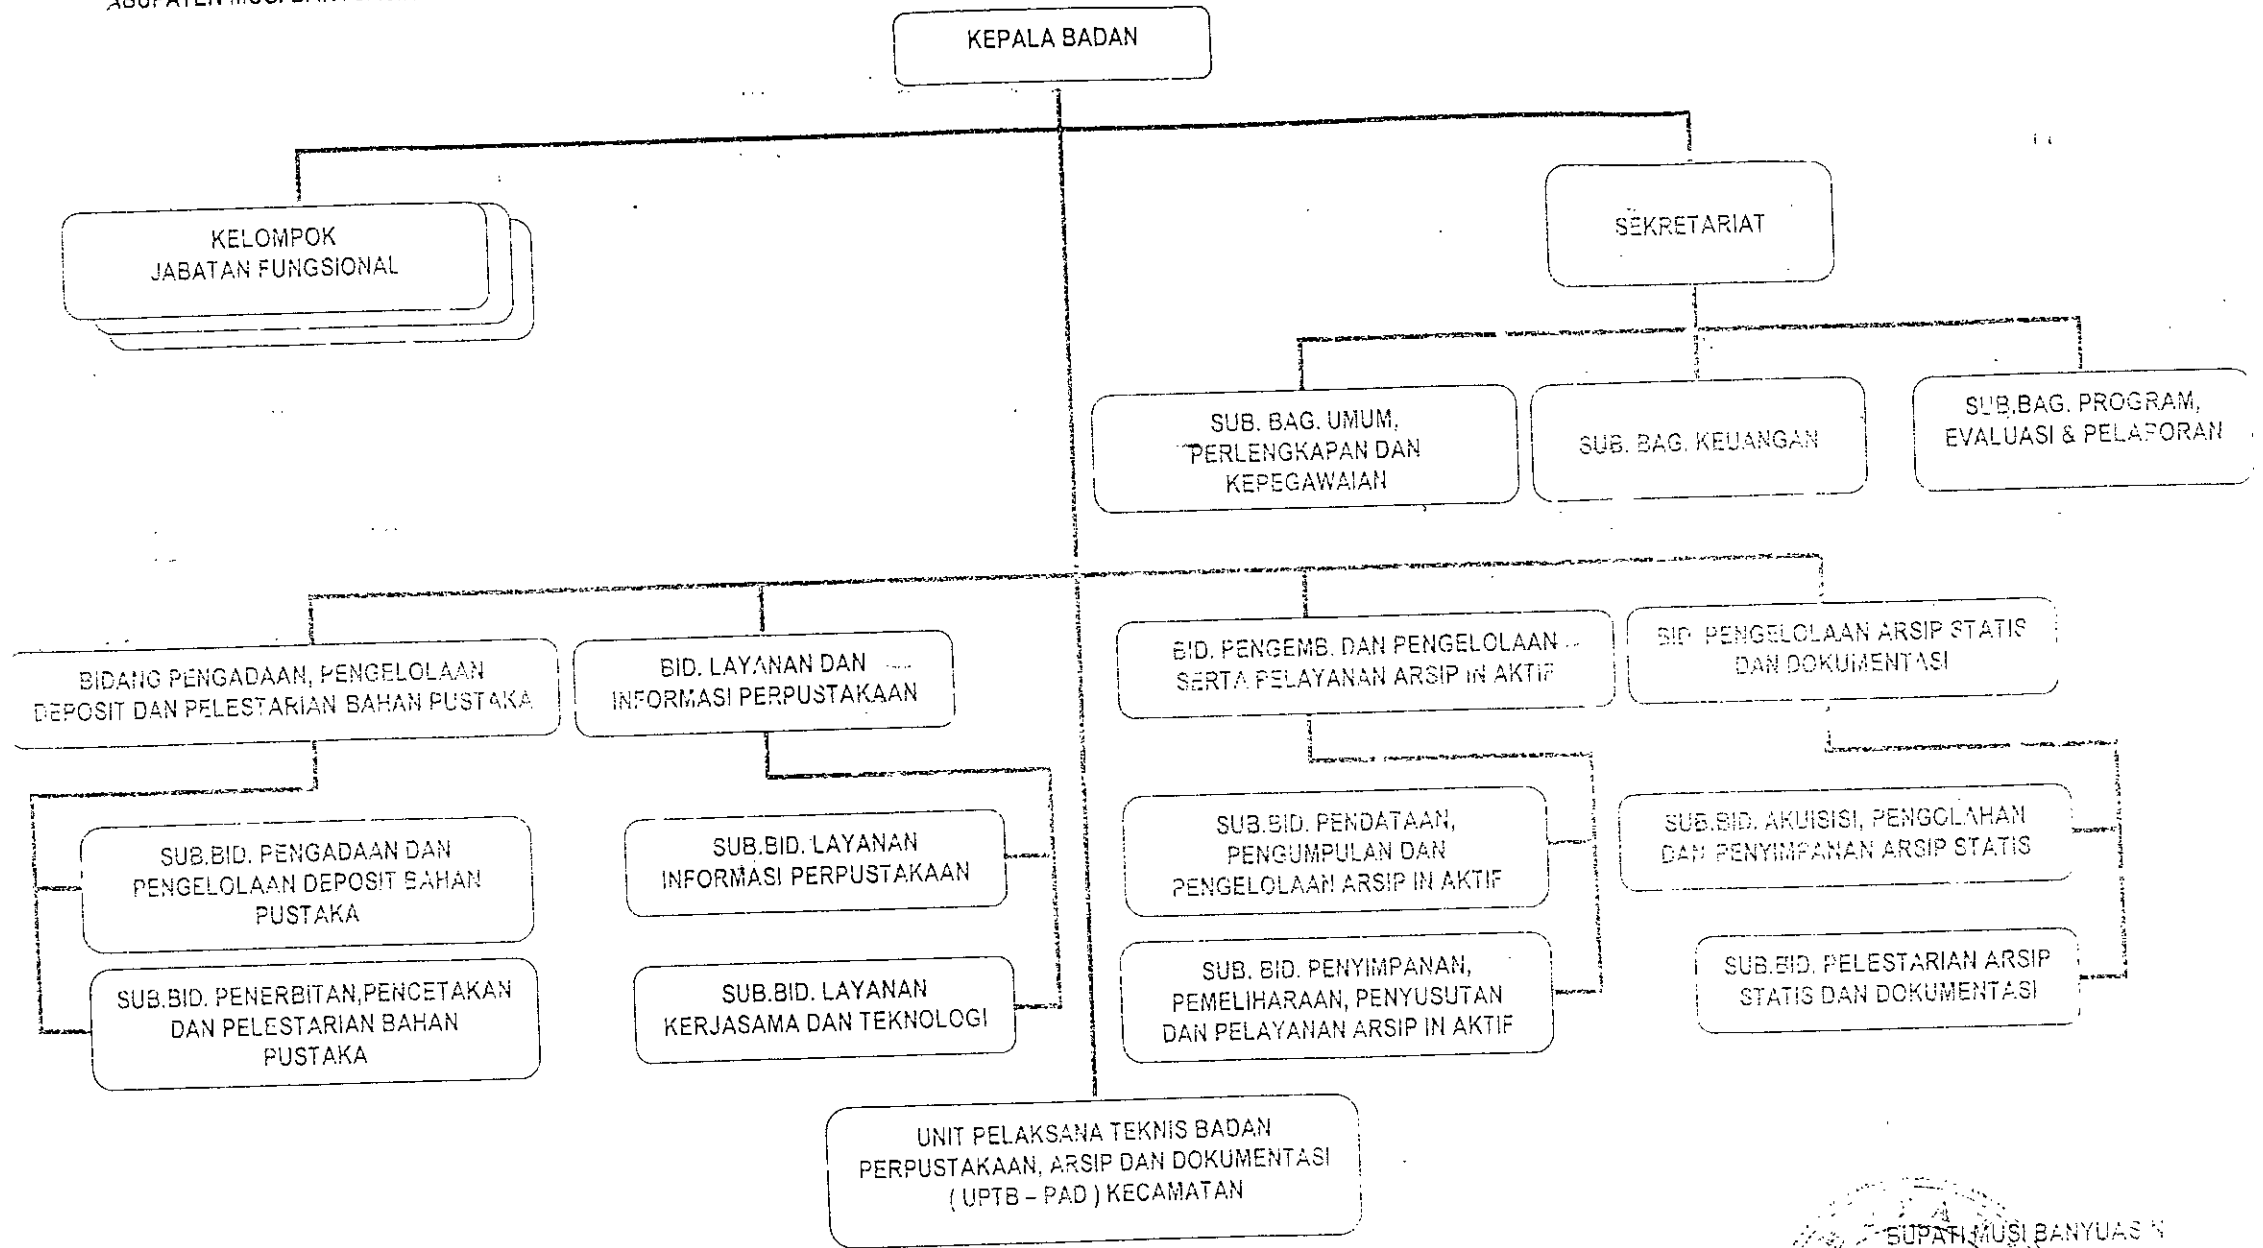 KEPALA BADAN
KELOMPOK
JABATAN FUNGSIONAL
SEKRETARIAT
SUB. BAG. UMUM,
PERLENGKAPAN DAN
KEPEGAWAIAN
SUB. BAG. KEUANGAN
SUB.BAG. PROGRAM,
EVALUASI & PELAPORAN
BIDANG PENGADAAN, PENGELOLAAN
DEPOSIT DAN PELESTARIAN BAHAN PUSTAKA
BID. LAYANAN DAN
INFORMASI PERPUSTAKAAN
BID. PENGEMB. DAN PENGELOLAAN
SERTA PELAYANAN ARSIP IN AKTIF
BID. PENGELOLAAN ARSIP STATIS
DAN DOKUMENTASI
SUB.BID. PENGADAAN DAN
PENGELOLAAN DEPOSIT BAHAN
PUSTAKA
SUB.BID. LAYANAN
INFORMASI PERPUSTAKAAN
SUB.BID. PENDATAAN,
PENGUMPULAN DAN
PENGELOLAAN ARSIP IN AKTIF
SUB.BID. AKUISISI, PENGOLAHAN
DAN PENYIMPANAN ARSIP STATIS
SUB.BID. PENERBITAN,PENCETAKAN
DAN PELESTARIAN BAHAN
PUSTAKA
SUB.BID. LAYANAN
KERJASAMA DAN TEKNOLOGI
SUB. BID. PENYIMPANAN,
PEMELIHARAAN, PENYUSUTAN
DAN PELAYANAN ARSIP IN AKTIF
SUB.BID. PELESTARIAN ARSIP
STATIS DAN DOKUMENTASI
UNIT PELAKSANA TEKNIS BADAN
PERPUSTAKAAN, ARSIP DAN DOKUMENTASI
( UPTB – PAD ) KECAMATAN
BUPATI MUSI BANYUASIN